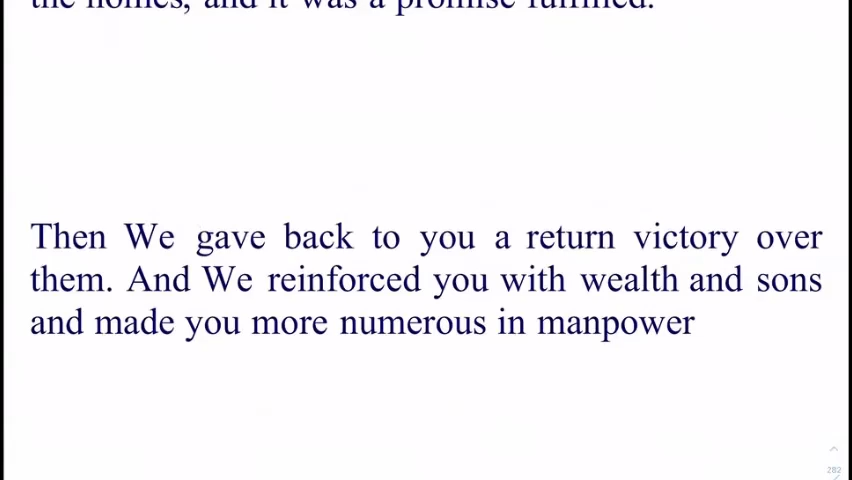 the homes, and it was a promise fulfilled.
Then We gave back to you a return victory over
them. And We reinforced you with wealth and sons
and made you more numerous in manpower
282